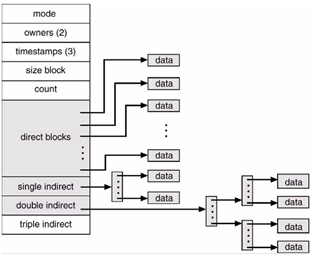 mode
owners (2)
timestamps (3)
size block
count
direct blocks
single indirect
double indirect
triple indirect
data
data
data
data
data
data
data
data
data
data